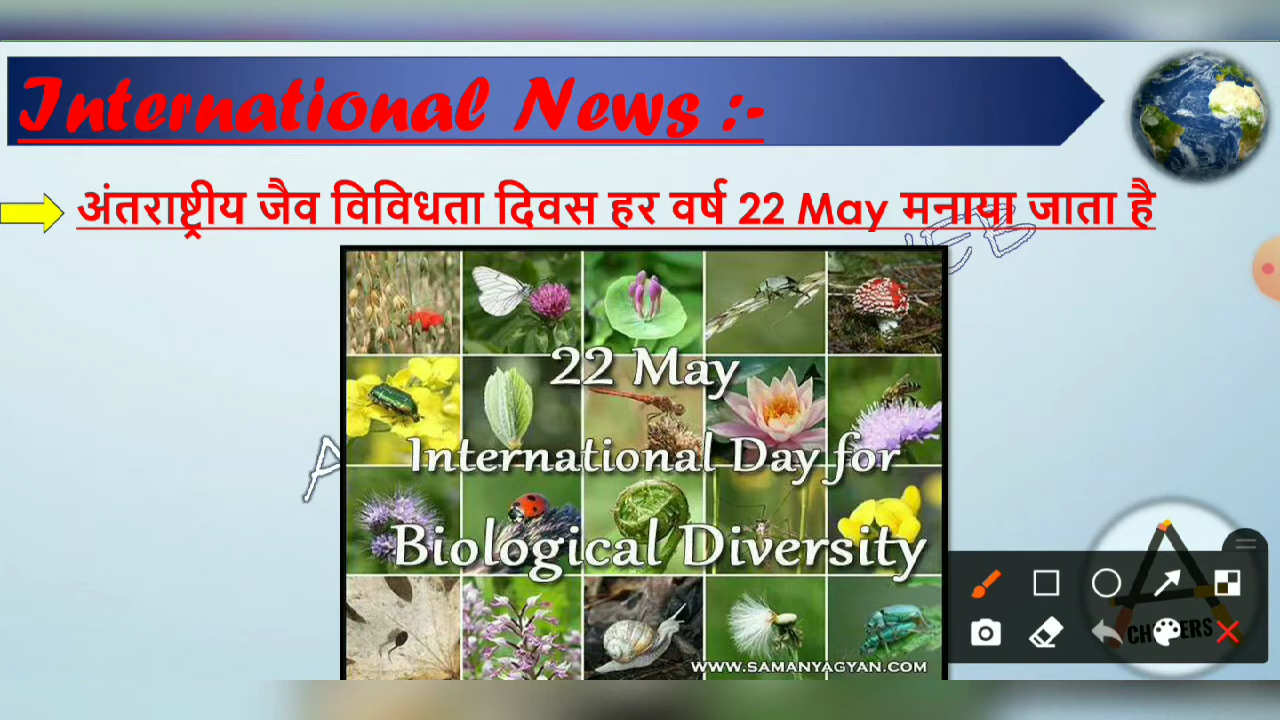 International News :-
अंतराष्ट्रीय जैव विविधता दिवस हर वर्ष 22 May मनाया जाता है
22 May
International Day for
Biological Diversity
WWW.SAMANYAGYAN.COM